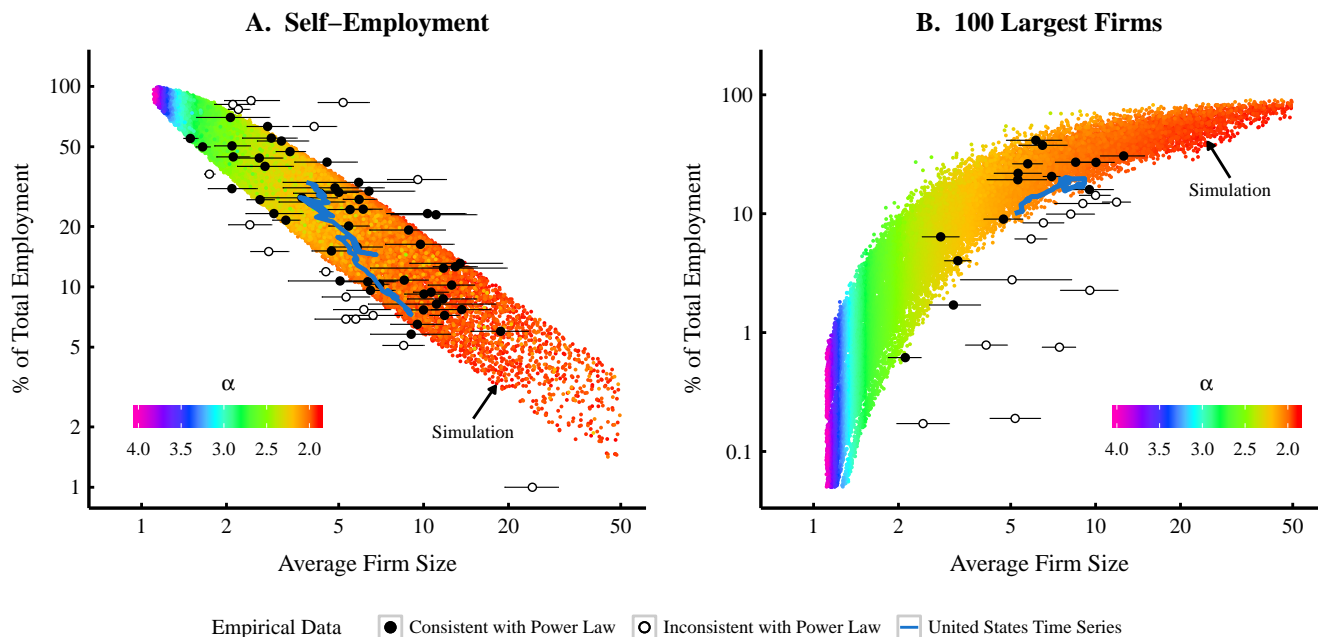 A. Self−Employment
B. 100 Largest Firms
% of Total Employment
100
50
20
10
5
2
1
α
4.0 3.5 3.0 2.5 2.0
Simulation
1 2 5 10 20 50
Average Firm Size
% of Total Employment
100
10
1
0.1
Simulation
α
4.0 3.5 3.0 2.5 2.0
1 2 5 10 20 50
Average Firm Size
Empirical Data Consistent with Power Law Inconsistent with Power Law United States Time Series